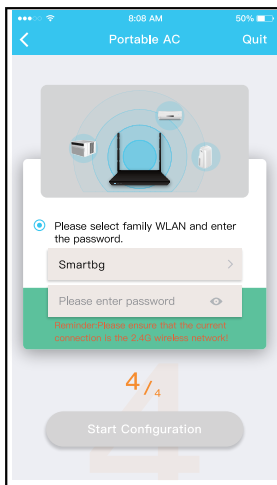 8:08 AM 50%
Portable AC Quit
Please select family WLAN and enter
the password.
Smartbg
Please enter password
Reminder:Please ensure that the current
connection is the 2.4G wireless network!
4/4
4
Start Configuration